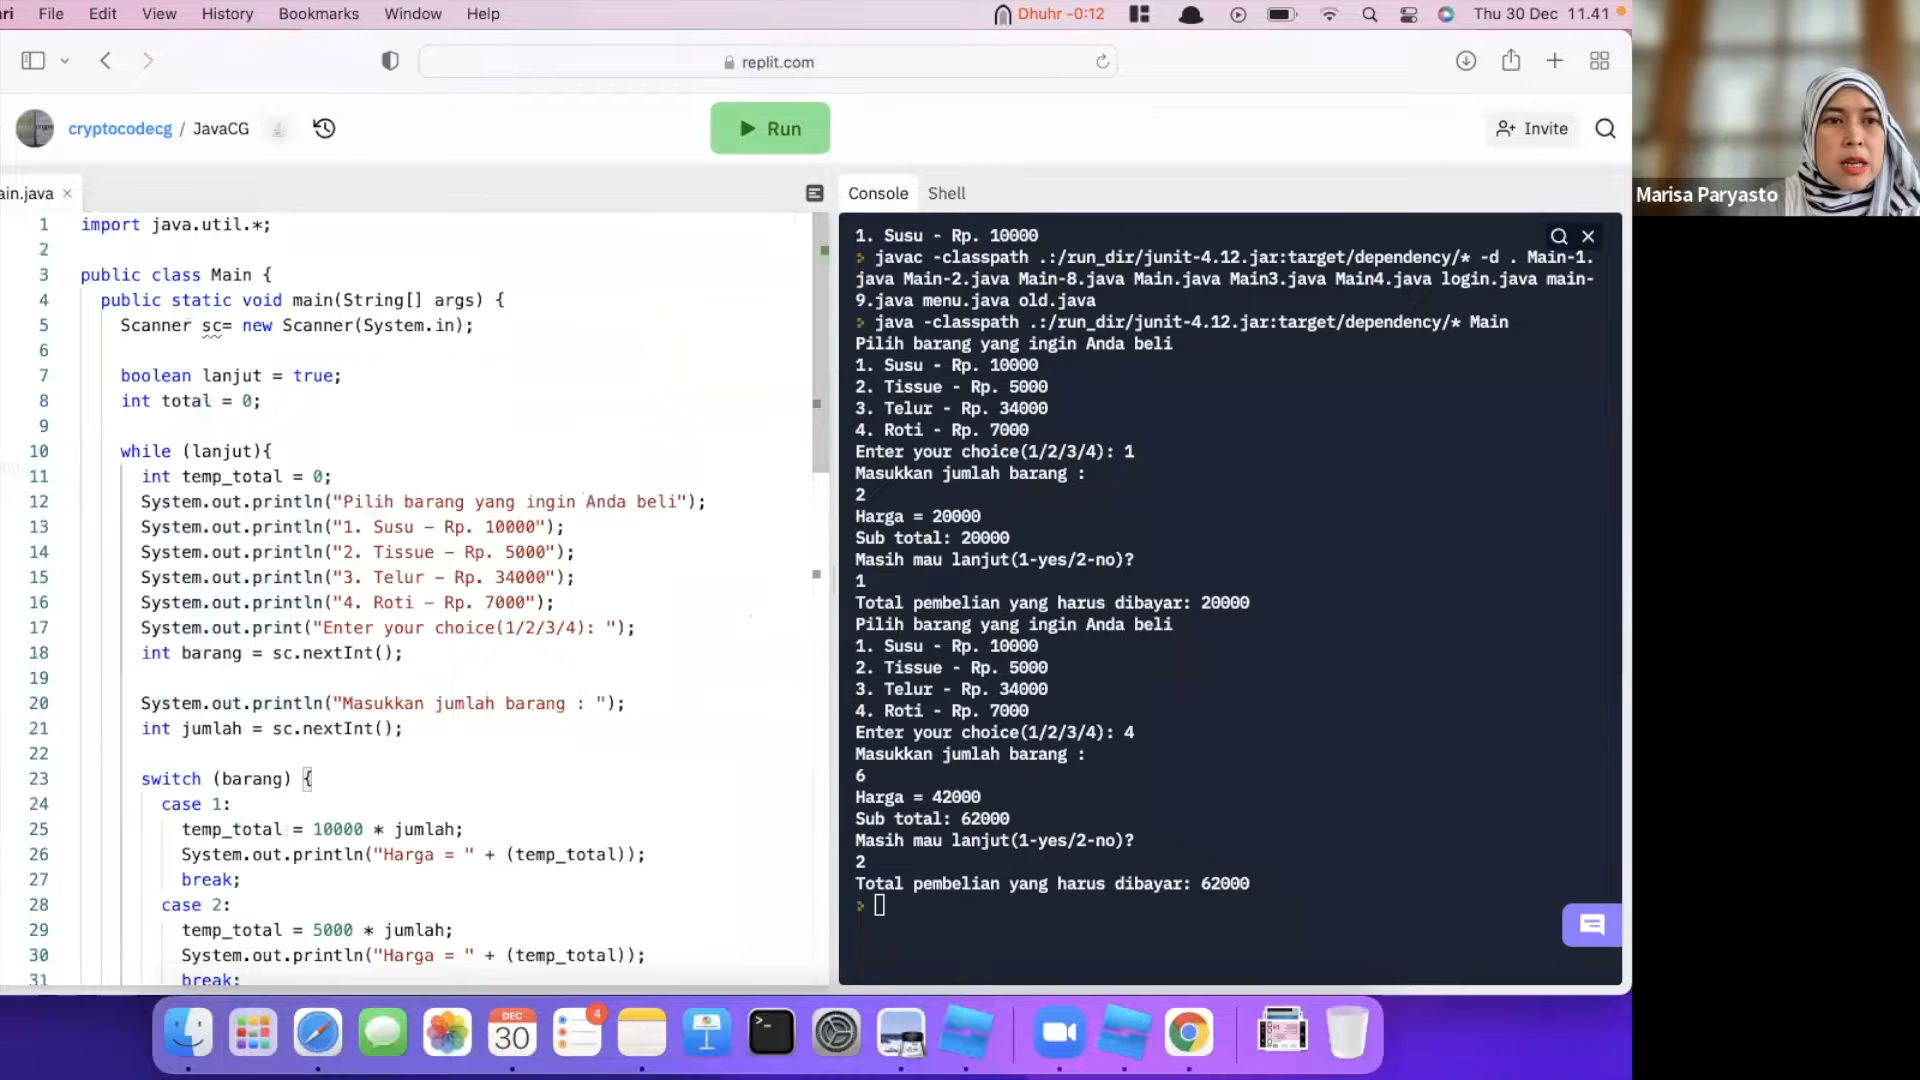 ri File Edit View History Bookmarks Window Help Dhuhr -0:12 Thu 30 Dec 11.41
replit.com
cryptocodecg / JavaCG Run Invite
ain.java × Console Shell
1 import java.util.*;
2
3 public class Main {
4 public static void main(String[] args) {
5 Scanner sc= new Scanner(System.in);
6
7 boolean lanjut = true;
8 int total = 0;
9
10 while (lanjut){
11 int temp_total = 0;
12 System.out.println("Pilih barang yang ingin Anda beli");
13 System.out.println("1. Susu – Rp. 10000");
14 System.out.println("2. Tissue – Rp. 5000");
15 System.out.println("3. Telur – Rp. 34000");
16 System.out.println("4. Roti – Rp. 7000");
17 System.out.print("Enter your choice(1/2/3/4): ");
18 int barang = sc.nextInt();
19
20 System.out.println("Masukkan jumlah barang : ");
21 int jumlah = sc.nextInt();
22
23 switch (barang) {
24 case 1:
25 temp_total = 10000 * jumlah;
26 System.out.println("Harga = " + (temp_total));
27 break;
28 case 2:
29 temp_total = 5000 * jumlah;
30 System.out.println("Harga = " + (temp_total));
31 break;
1. Susu - Rp. 10000
javac -classpath .:/run_dir/junit-4.12.jar:target/dependency/* -d . Main-1.
java Main-2.java Main-8.java Main.java Main3.java Main4.java login.java main-
9.java menu.java old.java
java -classpath .:/run_dir/junit-4.12.jar:target/dependency/* Main
Pilih barang yang ingin Anda beli
1. Susu - Rp. 10000
2. Tissue - Rp. 5000
3. Telur - Rp. 34000
4. Roti - Rp. 7000
Enter your choice(1/2/3/4): 1
Masukkan jumlah barang :
2
Harga = 20000
Sub total: 20000
Masih mau lanjut(1-yes/2-no)?
1
Total pembelian yang harus dibayar: 20000
Pilih barang yang ingin Anda beli
1. Susu - Rp. 10000
2. Tissue - Rp. 5000
3. Telur - Rp. 34000
4. Roti - Rp. 7000
Enter your choice(1/2/3/4): 4
Masukkan jumlah barang :
6
Harga = 42000
Sub total: 62000
Masih mau lanjut(1-yes/2-no)?
2
Total pembelian yang harus dibayar: 62000
Marisa Paryasto
DEC
30
4